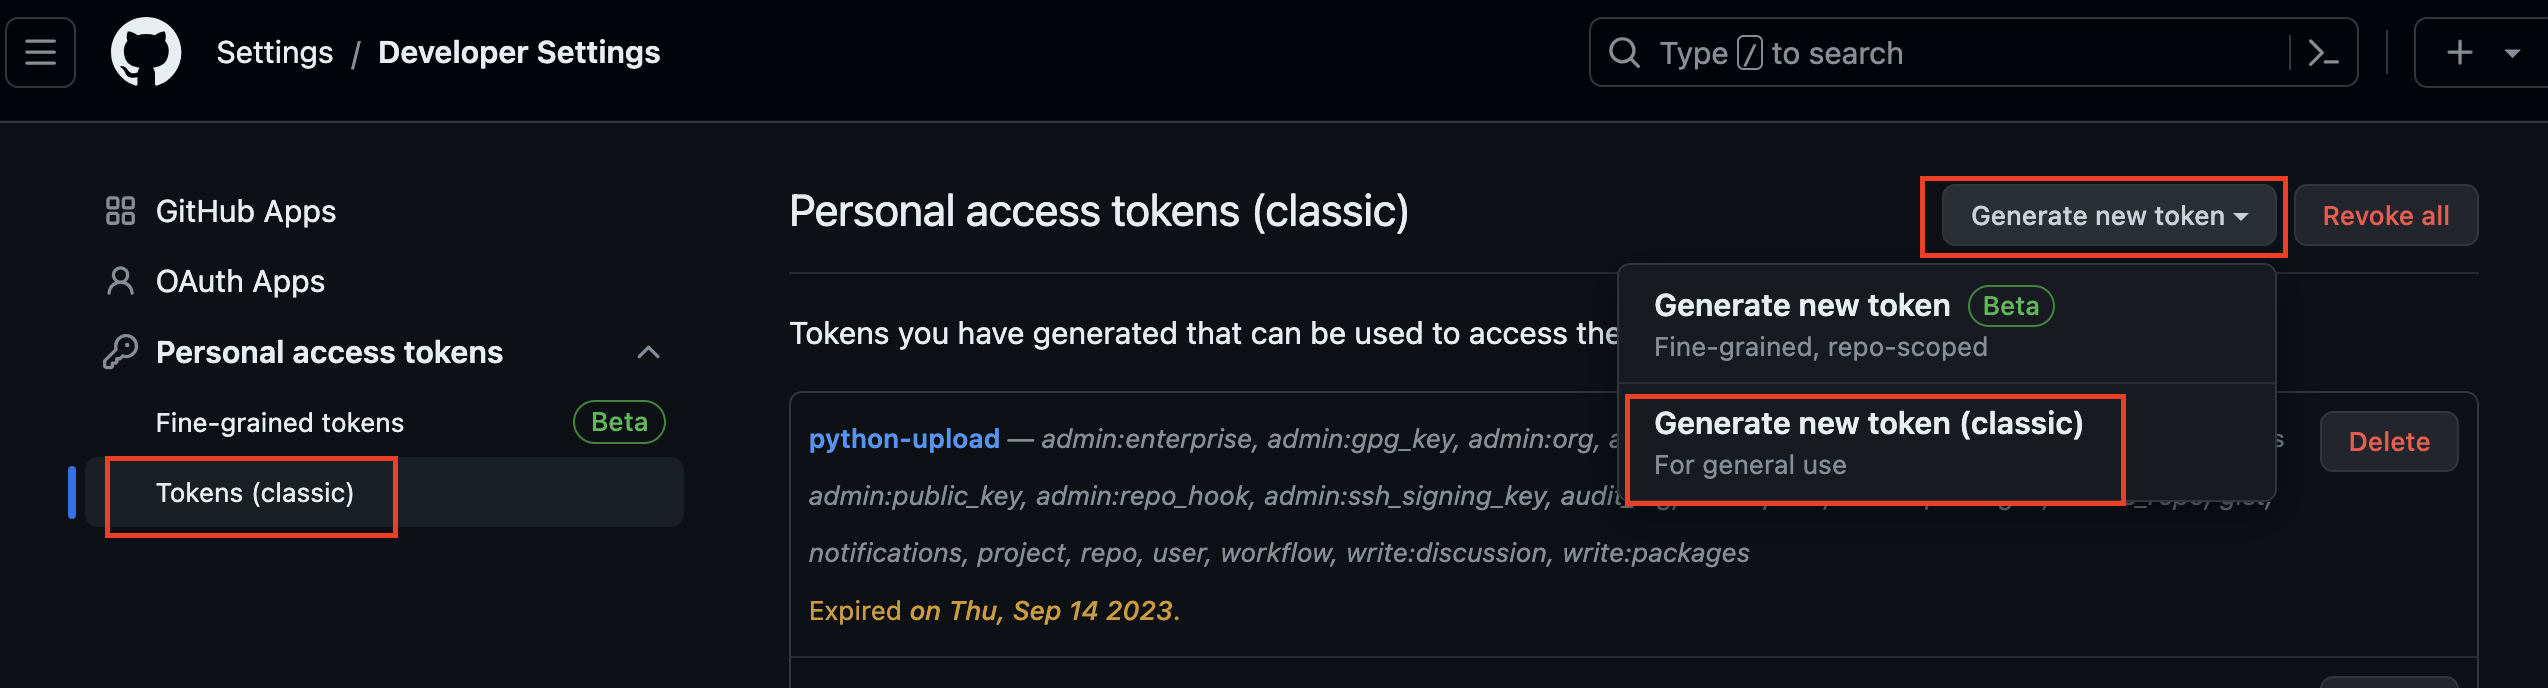 Settings / Developer Settings
Type / to search
GitHub Apps
OAuth Apps
Personal access tokens
Fine-grained tokens Beta
Tokens (classic)
Personal access tokens (classic)
Generate new token
Revoke all
Generate new token Beta
Fine-grained, repo-scoped
Generate new token (classic)
For general use
Tokens you have generated that can be used to access the
python-upload — admin:enterprise, admin:gpg_key, admin:org,
Delete
admin:public_key, admin:repo_hook, admin:ssh_signing_key,
notifications, project, repo, user, workflow, write:discussion, write:packages
Expired on Thu, Sep 14 2023.